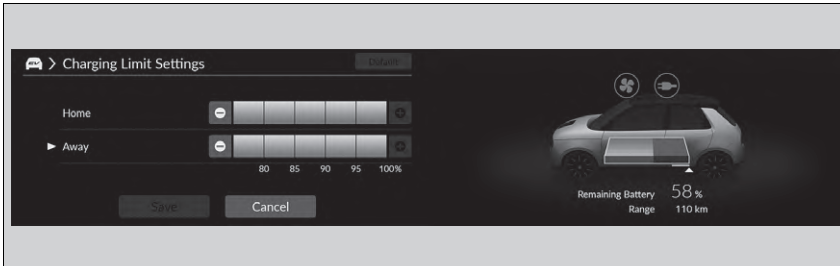 EV > Charging Limit Settings
Default
Home
Away
80 85 90 95 100%
Save
Cancel
Remaining Battery 58 %
Range 110 km